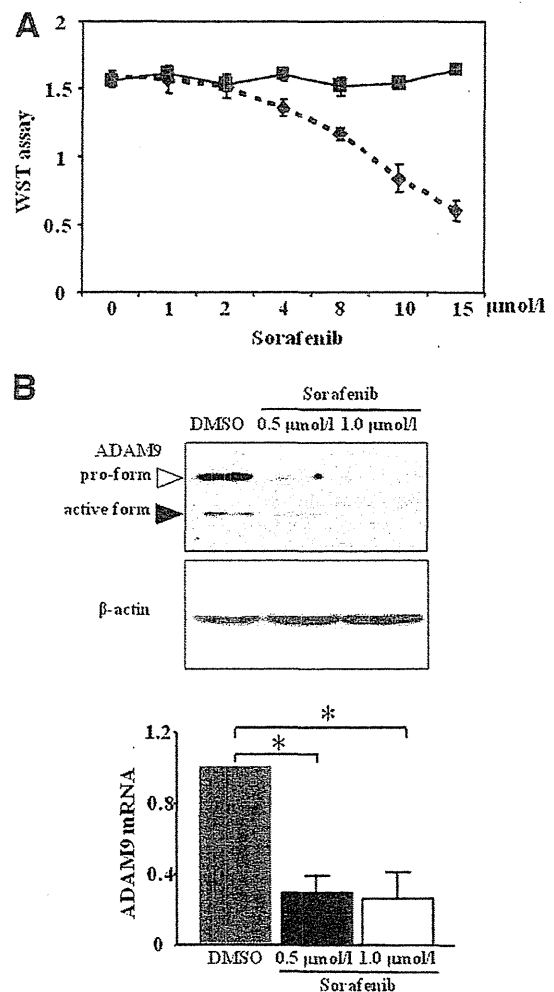 A
2
1.5
1
0.5
0
WST assay
0 1 2 4 8 10 15 μmol/l
Sorafenib
B
Sorafenib
DMSO 0.5 μmol/l 1.0 μmol/l
ADAM9
pro-form
active form
β-actin
* 
*
1.2
0.8
0.4
0
ADAM9 mRNA
DMSO 0.5 μmol/l 1.0 μmol/l
Sorafenib